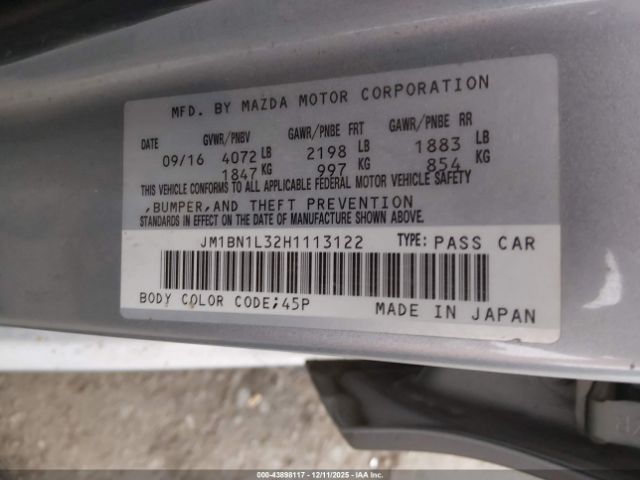 MFD. BY MAZDA MOTOR CORPORATION
DATE GVWR/PNBV GAWR/PNBE FRT GAWR/PNBE RR
09/16 4072 LB 2198 LB 1883 LB
1847 KG 997 KG 854 KG
THIS VEHICLE CONFORMS TO ALL APPLICABLE FEDERAL MOTOR VEHICLE SAFETY
,BUMPER,AND THEFT PREVENTION
STANDARDS IN EFFECT ON THE DATE OF MANUFACTURE SHOWN ABOVE.
JM1BN1L32H1113122 TYPE: PASS CAR
BODY COLOR CODE;45P
MADE IN JAPAN
000-43898117 - 12/11/2025 - IAAI.COM